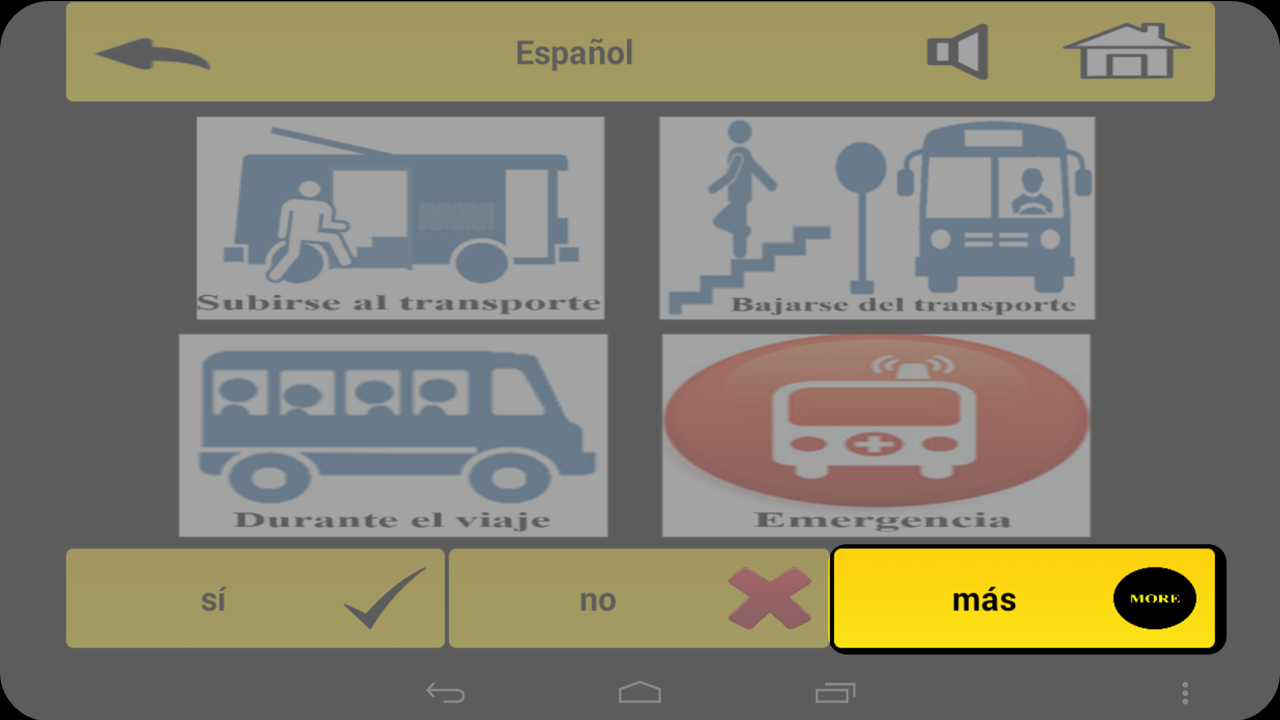 Español
Subirse al transporte
Bajarse del transporte
Durante el viaje
Emergencia
sí
no
más
MORE